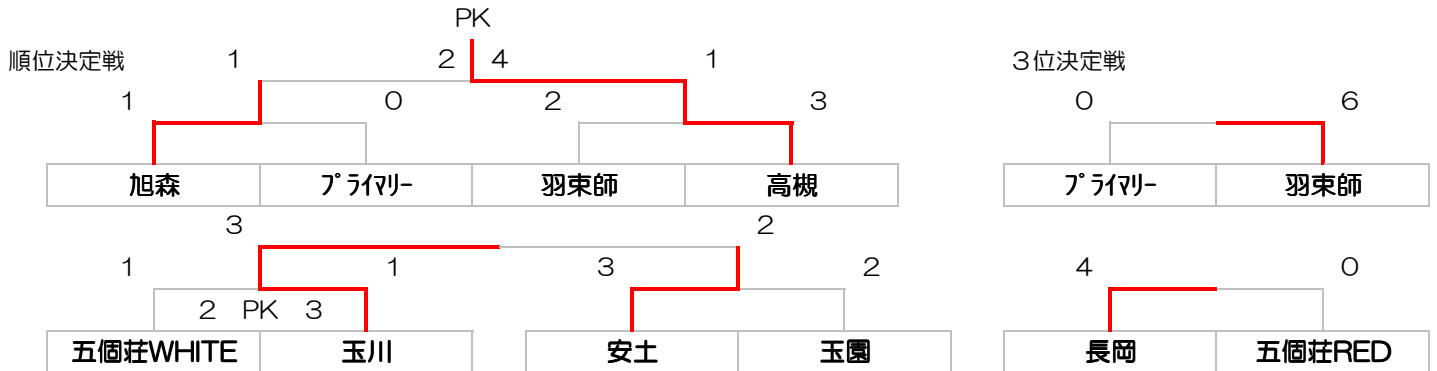 PK
順位決定戦 1 2 4 1 3位決定戦
1 0 2 3 0 6
旭森 プライマリー 羽束師 高槻 プライマリー 羽束師
3 2
1 1 3 2 4 0
2 PK 3
五個荘WHITE 玉川 安土 玉園 長岡 五個荘RED